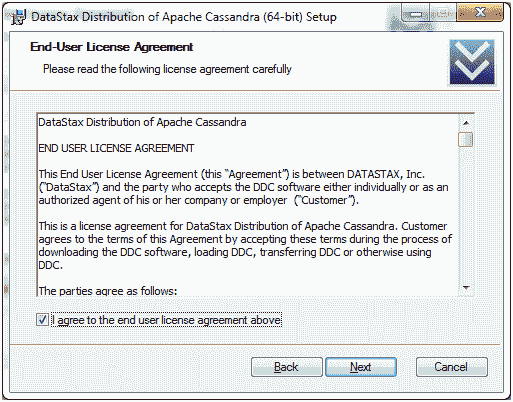 DataStax Distribution of Apache Cassandra (64-bit) Setup
End-User License Agreement
Please read the following license agreement carefully
DataStax Distribution of Apache Cassandra
END USER LICENSE AGREEMENT
This End User License Agreement (this “Agreement”) is between DATASTAX, Inc.
(“DataStax”) and the party who accepts the DDC software either individually or as an
authorized agent of his or her company or employer (“Customer”).
This is a license agreement for DataStax Distribution of Apache Cassandra. Customer
agrees to the terms of this Agreement by accepting these terms during the process of
downloading the DDC software, loading DDC, transferring DDC or otherwise using
DDC.
The parties agree as follows:
I agree to the end user license agreement above
Back Next Cancel